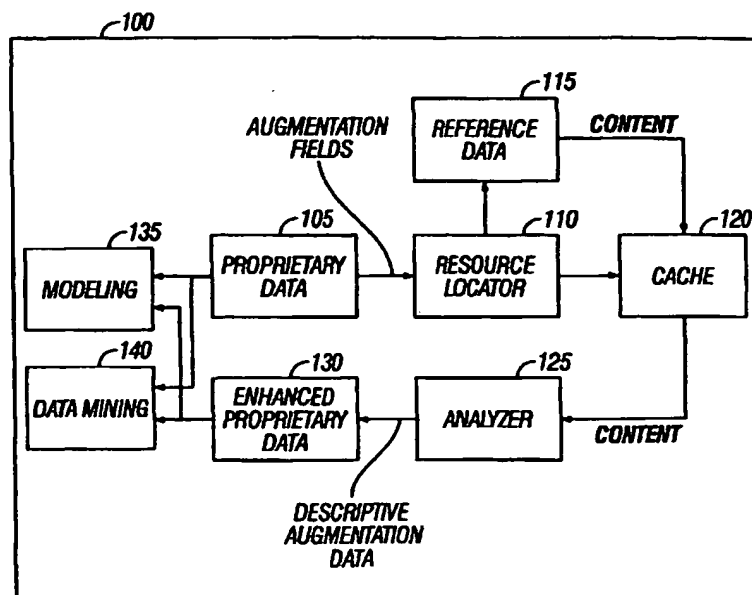 100
115
AUGMENTATION
FIELDS
REFERENCE
DATA
CONTENT
135
105
110
120
MODELING
PROPRIETARY
DATA
RESOURCE
LOCATOR
CACHE
140
130
125
DATA MINING
ENHANCED
PROPRIETARY
DATA
ANALYZER
CONTENT
DESCRIPTIVE
AUGMENTATION
DATA